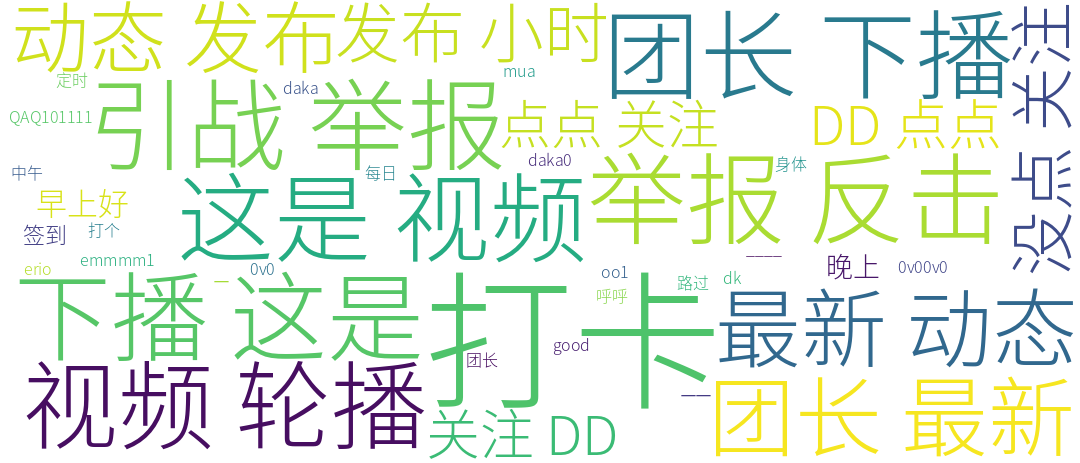 动态 发布
发布 小时
团长 下播
关注 没点
定时
daka
mua
QAQ101111
引战 举报
点点 关注
DD 点点
中午
每日
daka0
身体
早上好
这是 视频
举报 反击
签到
打个
erio
emmmm1
0v0
一
____
晚上
0v00v0
oo1
路过
dk
呼呼
下播 这是
打卡
最新 动态
团长
good
视频 轮播
关注 DD
团长 最新